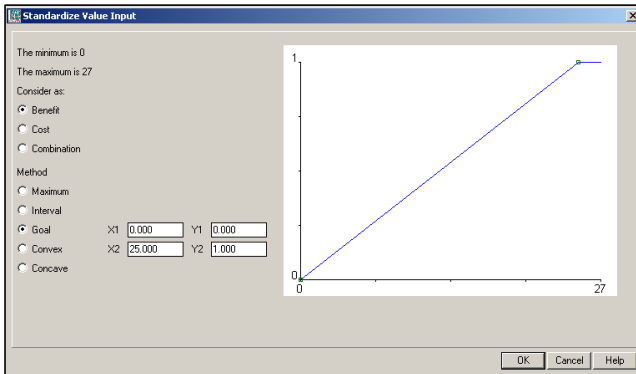 Standardize Value Input
The minimum is 0
The maximum is 27
Consider as:
Benefit
Cost
Combination
Method
Maximum
Interval
Goal X1 0.000 Y1 0.000
Convex X2 25.000 Y2 1.000
Concave
1
0
0 27
OK Cancel Help